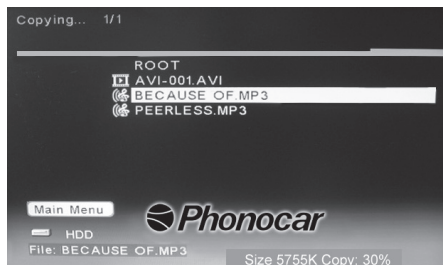 Copying... 1/1
ROOT
AVI-001.AVI
BECAUSE OF.MP3
PEERLESS.MP3
Main Menu
Phonocar
HDD
File: BECAUSE OF.MP3
Size 5755K Copy: 30%